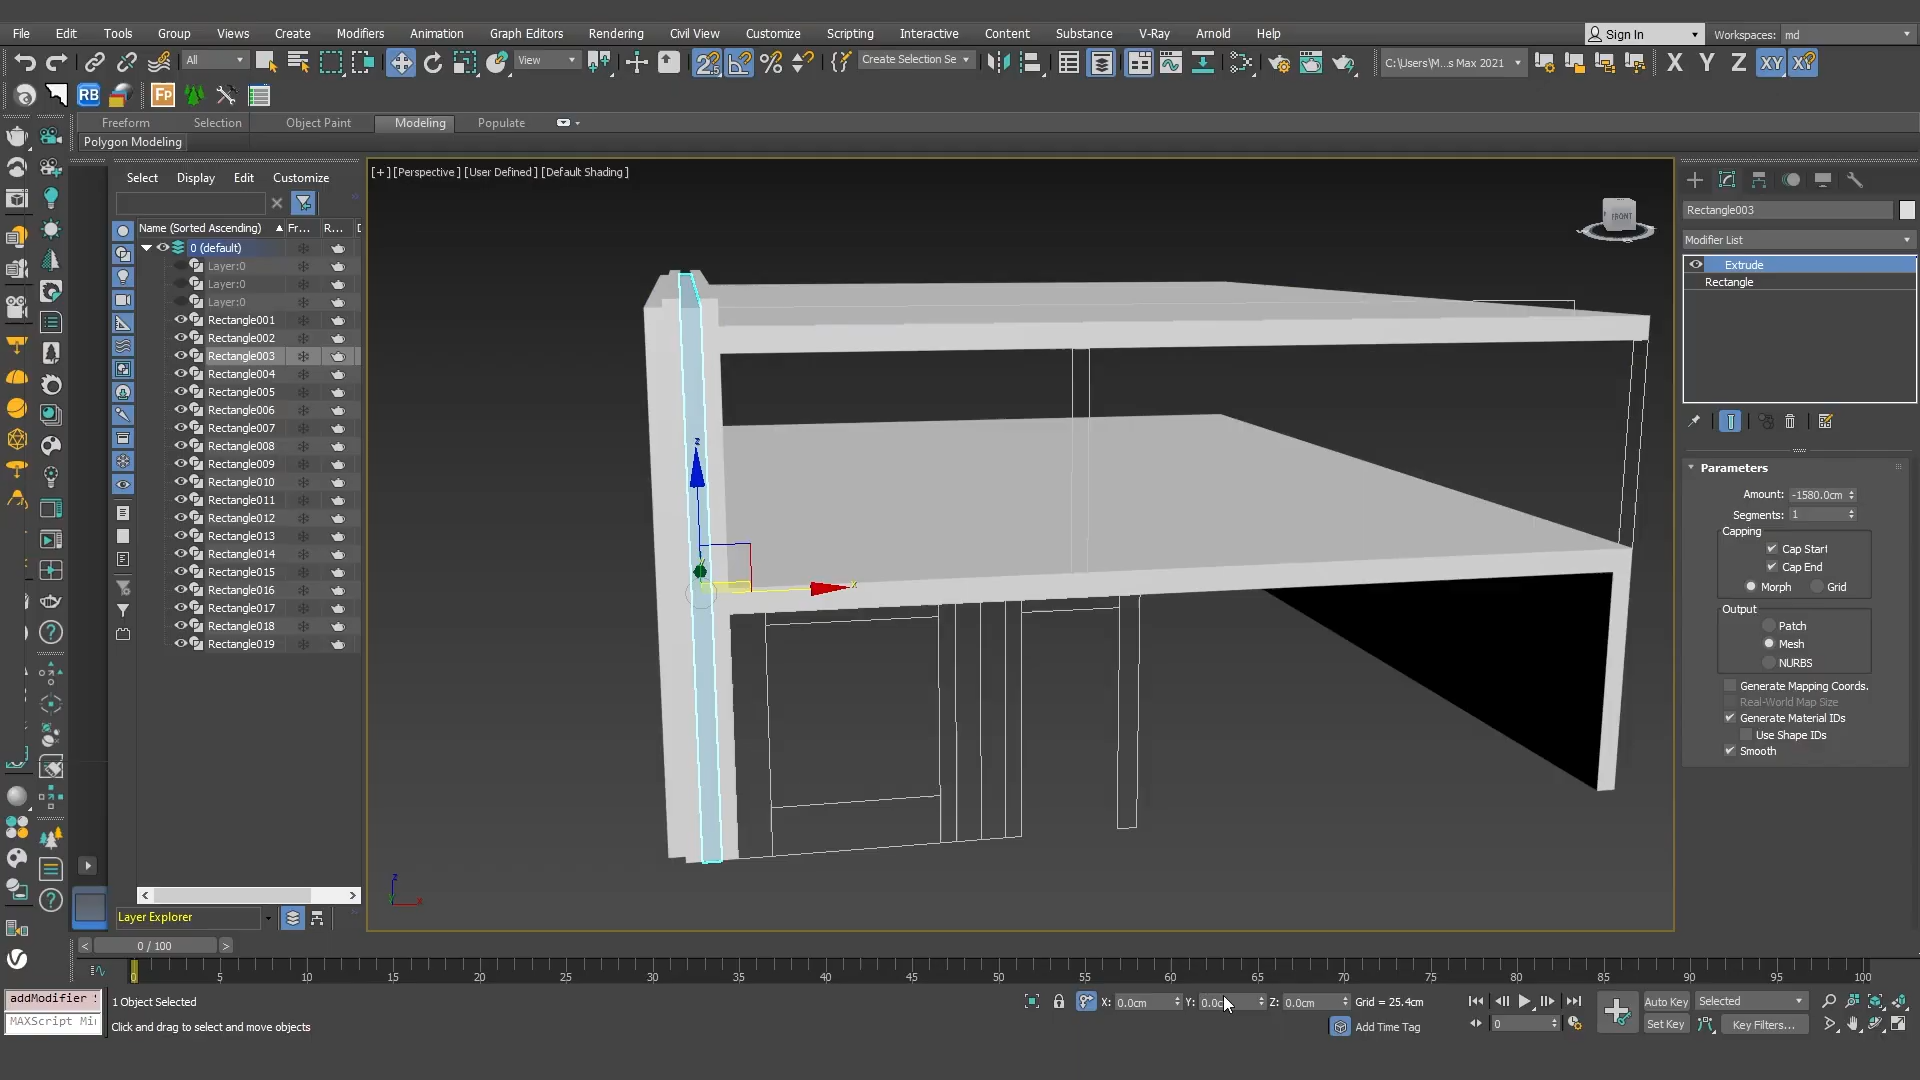 File Edit Tools Group Views Create Modifiers Animation Graph Editors Rendering Civil View Customize Scripting Interactive Content Substance V-Ray Arnold Help Sign In Workspaces: md
All View Create Selection Se C:\Users\M...s Max 2021 X Y Z XY
RB Fp
Freeform Selection Object Paint Modeling Populate
Polygon Modeling
Select Display Edit Customize
[+] [Perspective ] [User Defined ] [Default Shading ]
FRONT
Name (Sorted Ascending) Fr... R...
0 (default)
Layer:0
Layer:0
Layer:0
Rectangle001
Rectangle002
Rectangle003
Rectangle004
Rectangle005
Rectangle006
Rectangle007
Rectangle008
Rectangle009
Rectangle010
Rectangle011
Rectangle012
Rectangle013
Rectangle014
Rectangle015
Rectangle016
Rectangle017
Rectangle018
Rectangle019
Layer Explorer
Rectangle003
Modifier List
Extrude
Rectangle
Parameters
Amount: -1580.0cm
Segments: 1
Capping
Cap Start
Cap End
Morph Grid
Output
Patch
Mesh
NURBS
Generate Mapping Coords.
Real-World Map Size
Generate Material IDs
Use Shape IDs
Smooth
z
x
z
x
< 0 / 100 >
0 5 10 15 20 25 30 35 40 45 50 55 60 65 70 75 80 85 90 95 100
addModifier
MAXScript Mi
1 Object Selected
Click and drag to select and move objects
X: 0.0cm Y: 0.0c Z: 0.0cm Grid = 25.4cm
Add Time Tag
0
Auto Key Selected
Set Key Key Filters...